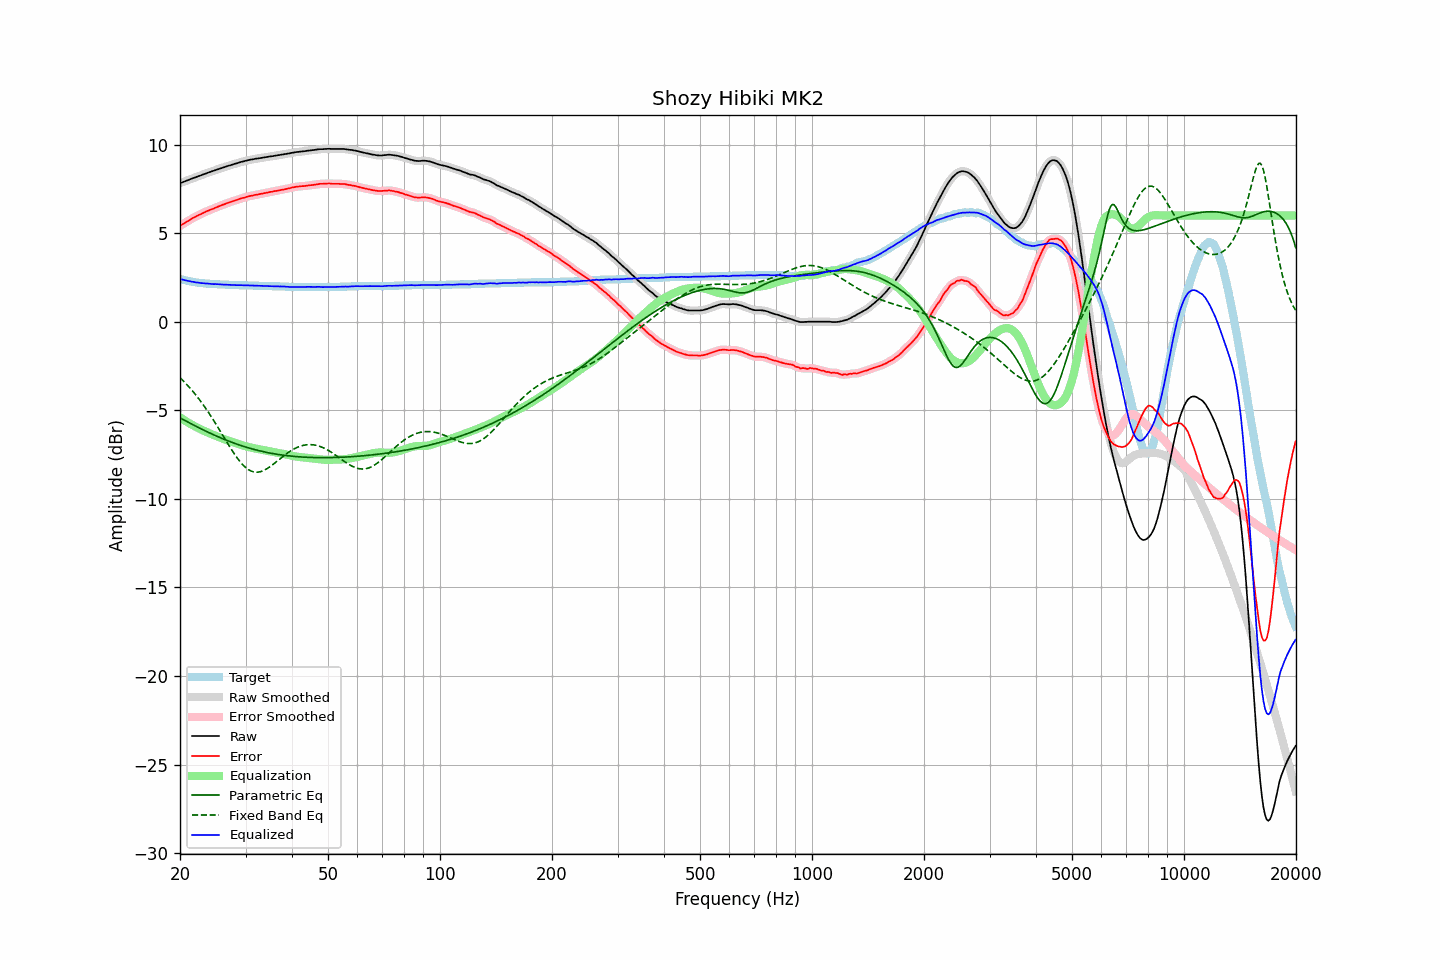 Shozy Hibiki MK2
Amplitude (dBr)
10
5
0
−5
−10
−15
−20
−25
−30
Target
Raw Smoothed
Error Smoothed
Raw
Error
Equalization
Parametric Eq
Fixed Band Eq
Equalized
20 50 100 200 500 1000 2000 5000 10000 20000
Frequency (Hz)